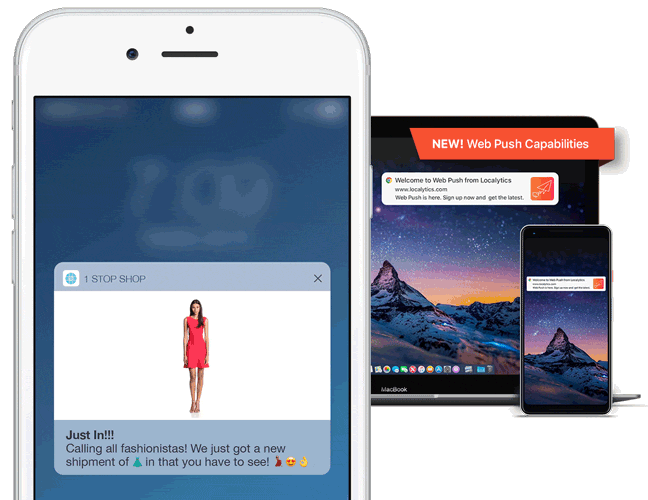 NEW! Web Push Capabilities
Welcome to Web Push from Localytics
www.localytics.com
Web Push is here. Sign up now and get the latest.
1 STOP SHOP
Just In!!!
Calling all fashionistas! We just got a new
shipment of 👗 in that you have to see! 💃😍👌
MacBook
Welcome to Web Push from Localytics
www.localytics.com
Web Push is here. Sign up now and get the latest.